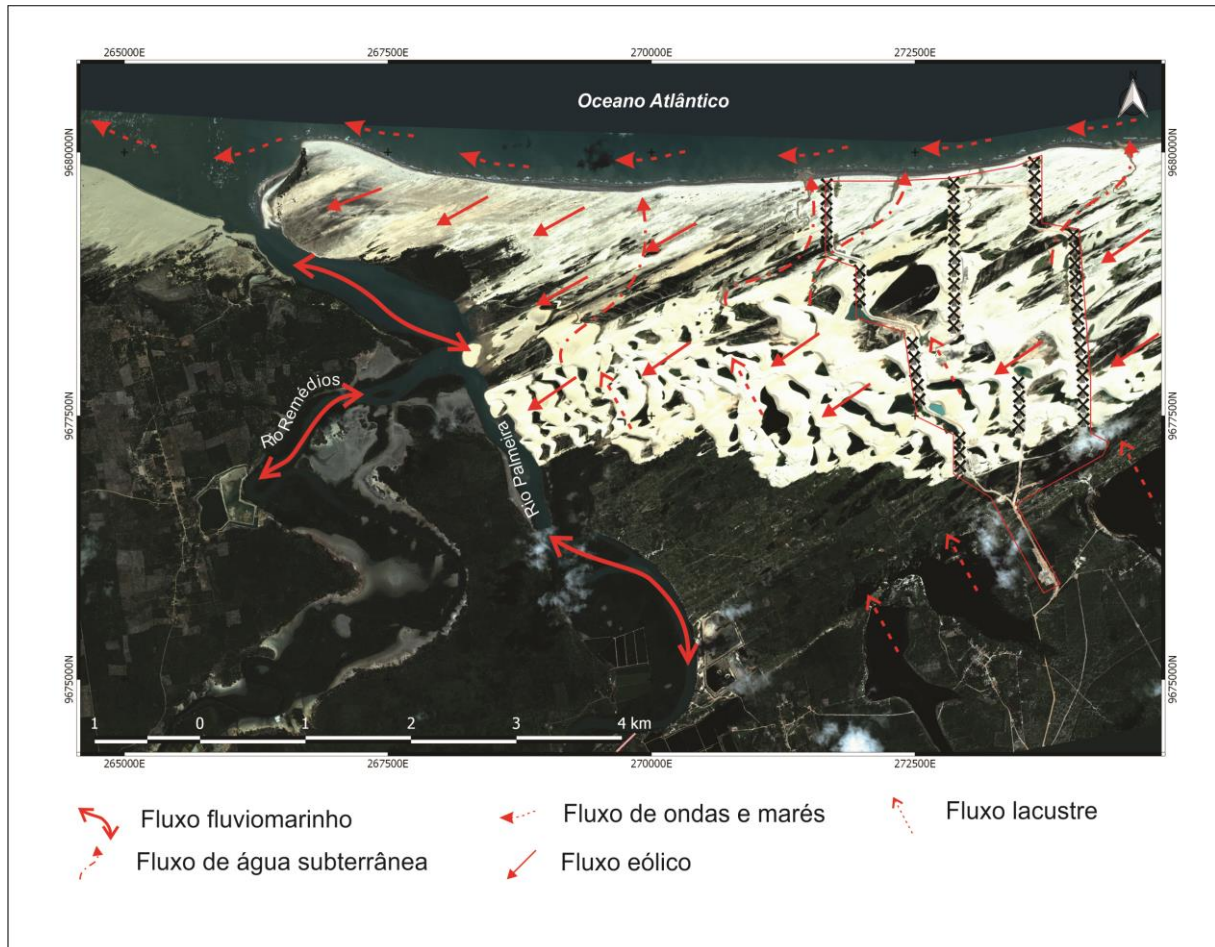 265000E 267500E 270000E 272500E
Oceano Atlântico
N
9680000N 9680000N
9677500N 9677500N
Rio Remédios
Rio Palmeira
9675000N 9675000N
1 0 1 2 3 4 km
265000E 267500E 270000E 272500E
Fluxo fluviomarinho
Fluxo de ondas e marés
Fluxo lacustre
Fluxo de água subterrânea
Fluxo eólico